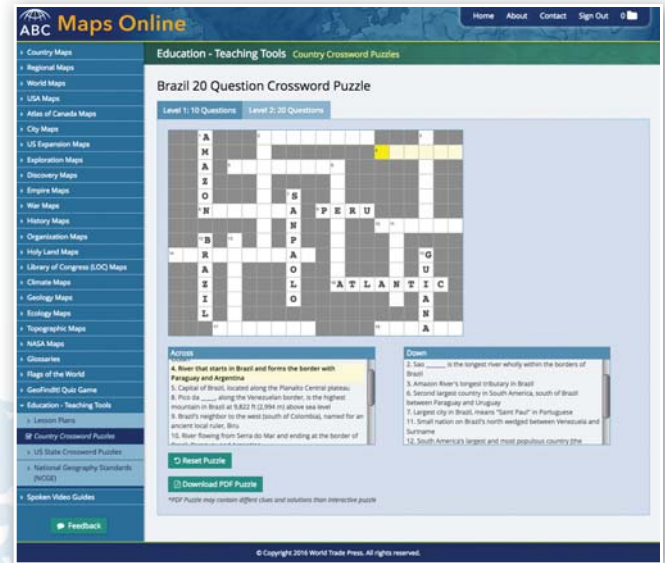 ABC Maps Online
Home About Contact Sign Out 0
Country Maps
Regional Maps
World Maps
USA Maps
Atlas of Canada Maps
City Maps
US Expansion Maps
Exploration Maps
Discovery Maps
Empire Maps
War Maps
History Maps
Organization Maps
Holy Land Maps
Library of Congress (LOC) Maps
Climate Maps
Geology Maps
Ecology Maps
Topographic Maps
NASA Maps
Glossaries
Flags of the World
GeoFindIt! Quiz Game
Education - Teaching Tools
Lesson Plans
Country Crossword Puzzles
US State Crossword Puzzles
National Geography Standards
(NCGE)
Spoken Video Guides
Feedback
Education - Teaching Tools Country Crossword Puzzles
Brazil 20 Question Crossword Puzzle
Level 1: 10 Questions Level 2: 20 Questions
AMAZON
SANPAOLO
PERU
BRAZIL
GUIANA
ATLANTIC
Across
4. River that starts in Brazil and forms the border with
Paraguay and Argentina
5. Capital of Brazil, located along the Planalto Central plateau
8. Pico da _____, along the Venezuelan border, is the highest
mountain in Brazil at 9,822 ft (2,994 m) above sea level
9. Brazil's neighbor to the west (south of Colombia), named for an
ancient local ruler, Biru
10. River flowing from Serra do Mar and ending at the border of
Down
2. Sao ______ is the longest river wholly within the borders of
Brazil
3. Amazon River's longest tributary in Brazil
6. Second largest country in South America, south of Brazil
between Paraguay and Uruguay
7. Largest city in Brazil, means "Saint Paul" in Portuguese
11. Small nation on Brazil's north wedged between Venezuela and
Suriname
12. South America's largest and most populous country (the
Reset Puzzle
Download PDF Puzzle
*PDF Puzzle may contain differet clues and solutions than interactive puzzle
© Copyright 2016 World Trade Press. All rights reserved.